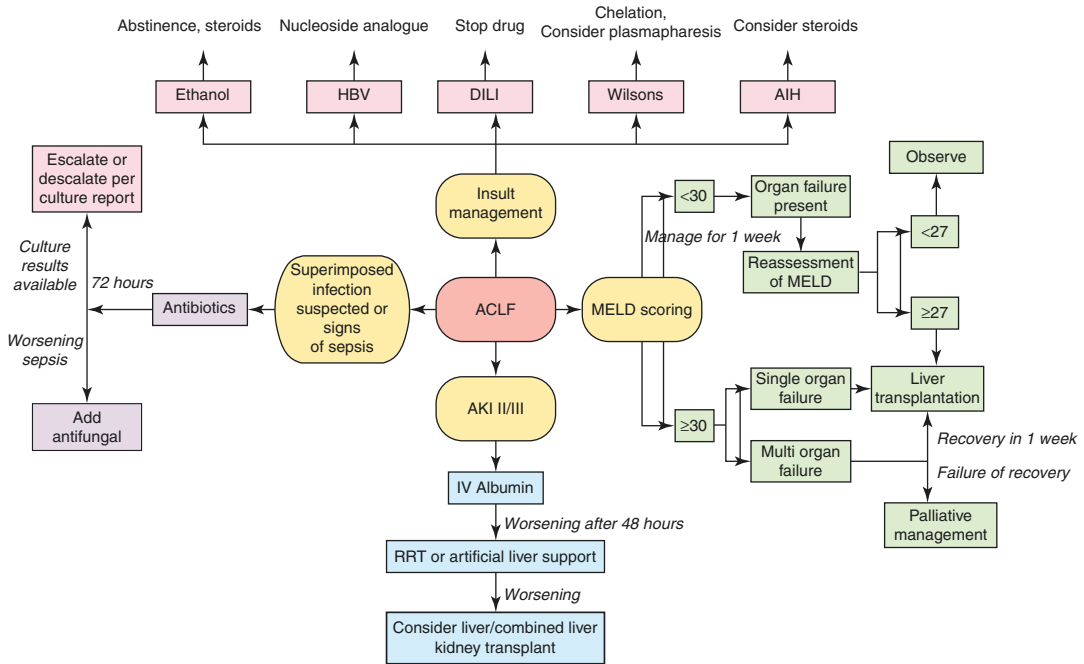 Abstinence, steroids
Nucleoside analogue
Stop drug
Chelation,
Consider plasmapharesis
Consider steroids
Ethanol
HBV
DILI
Wilsons
AIH
Escalate or
descalate per
culture report
Insult
management
<30
Organ failure
present
Observe
Manage for 1 week
Reassessment
of MELD
<27
≥27
Culture
results
available
72 hours
Antibiotics
Superimposed
infection
suspected or
signs
of sepsis
ACLF
MELD scoring
Worsening
sepsis
Add
antifungal
AKI II/III
≥30
Single organ
failure
Liver
transplantation
Multi organ
failure
Recovery in 1 week
Failure of recovery
Palliative
management
IV Albumin
Worsening after 48 hours
RRT or artificial liver support
Worsening
Consider liver/combined liver
kidney transplant